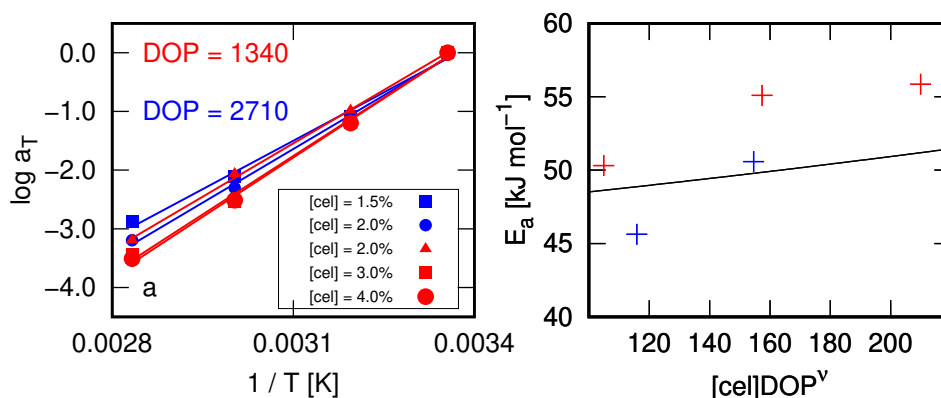 0.0
-1.0
-2.0
-3.0
-4.0
log a_T
DOP = 1340
DOP = 2710
[cel] = 1.5%
[cel] = 2.0%
[cel] = 2.0%
[cel] = 3.0%
[cel] = 4.0%
a
0.0028 0.0031 0.0034
1 / T [K]
60
55
50
45
40
E_a [kJ mol⁻¹]
120 140 160 180 200
[cel]DOP^ν